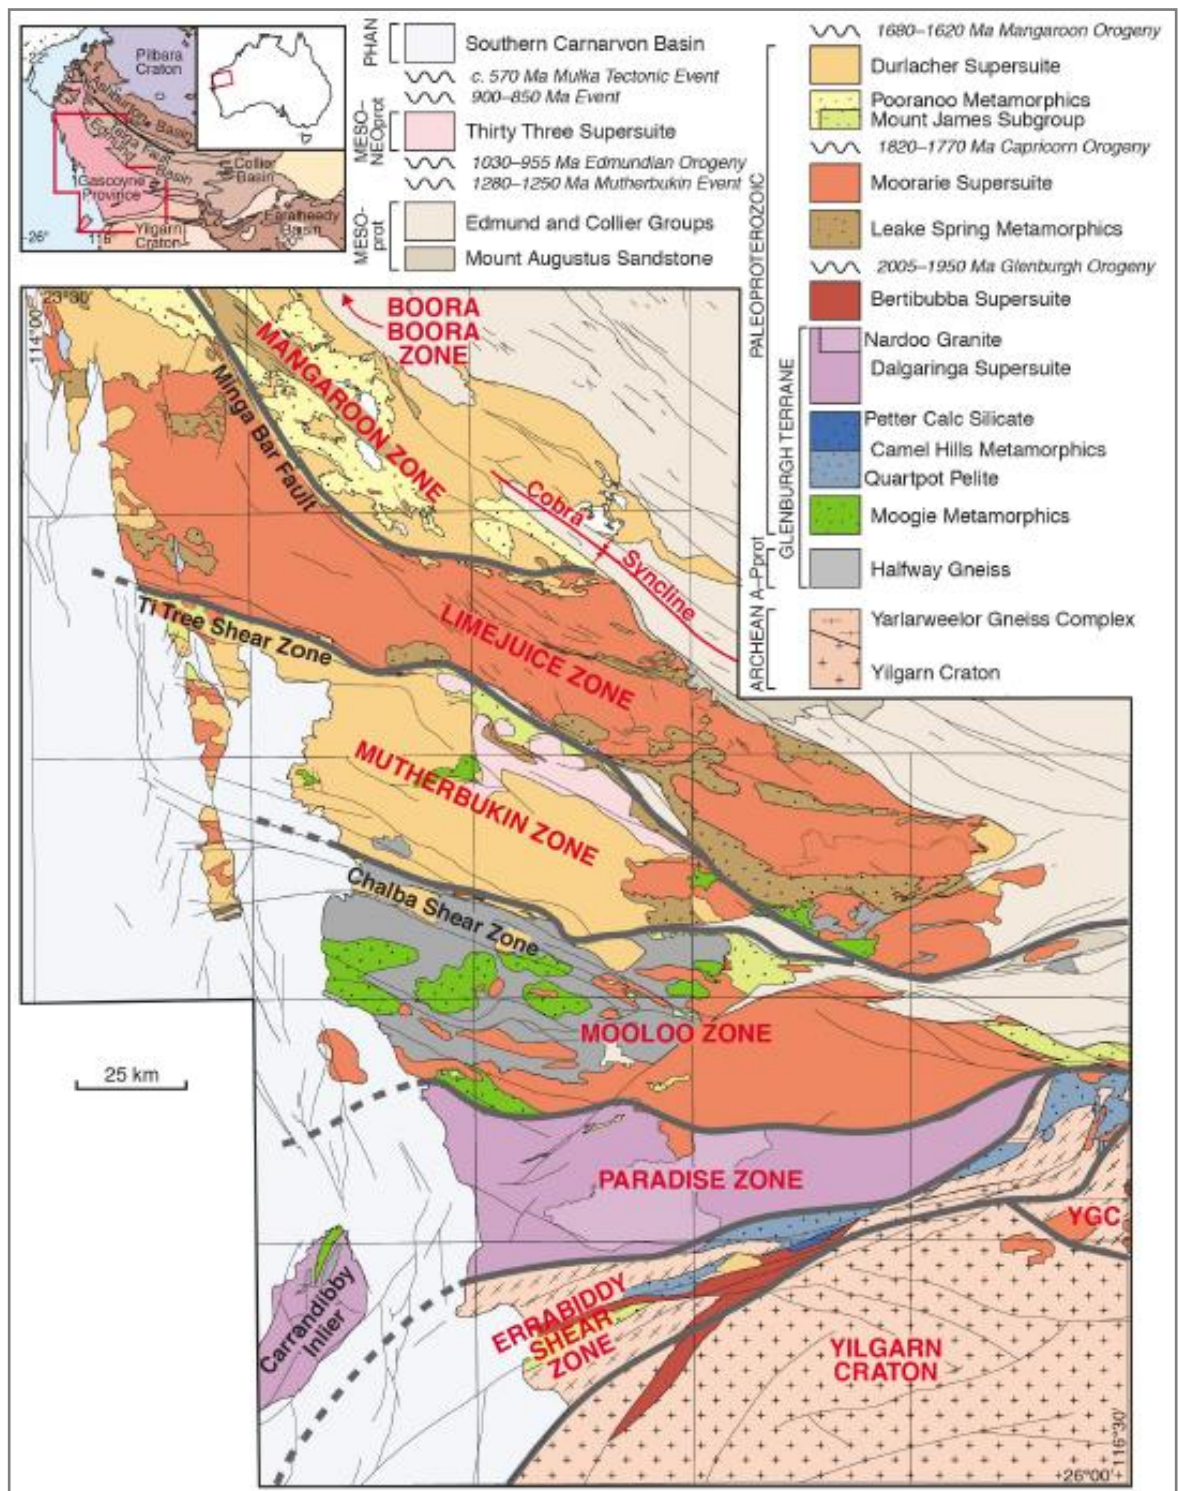 22°
Pilbara
Craton
Ashburton Basin
Edmund
Fault
Basin
Collier
Basin
Gascoyne
Province
Earaheedy
Basin
Yilgarn
Craton
26°
116°
PHAN
Southern Carnarvon Basin
c. 570 Ma Mulka Tectonic Event
900–850 Ma Event
MESO–
NEOprot
Thirty Three Supersuite
1030–955 Ma Edmundian Orogeny
1280–1250 Ma Mutherbukin Event
MESO-
prot
Edmund and Collier Groups
Mount Augustus Sandstone
PALEOPROTEROZOIC
1680–1620 Ma Mangaroon Orogeny
Durlacher Supersuite
Pooranoo Metamorphics
Mount James Subgroup
1820–1770 Ma Capricorn Orogeny
Moorarie Supersuite
Leake Spring Metamorphics
2005–1950 Ma Glenburgh Orogeny
Bertibubba Supersuite
GLENBURGH TERRANE
Nardoo Granite
Dalgaringa Supersuite
Petter Calc Silicate
Camel Hills Metamorphics
Quartpot Pelite
Moogie Metamorphics
A–Pprot
Halfway Gneiss
ARCHEAN
Yarlarweelor Gneiss Complex
Yilgarn Craton
23°30'
114°00'
BOORA
BOORA
ZONE
MANGAROON ZONE
Minga Bar Fault
Cobra
Syncline
Ti Tree Shear Zone
LIMEJUICE ZONE
MUTHERBUKIN ZONE
Chalba Shear Zone
MOOLOO ZONE
25 km
PARADISE ZONE
YGC
Carrandibby
Inlier
ERRABIDDY
SHEAR
ZONE
YILGARN
CRATON
116°30'
26°00'